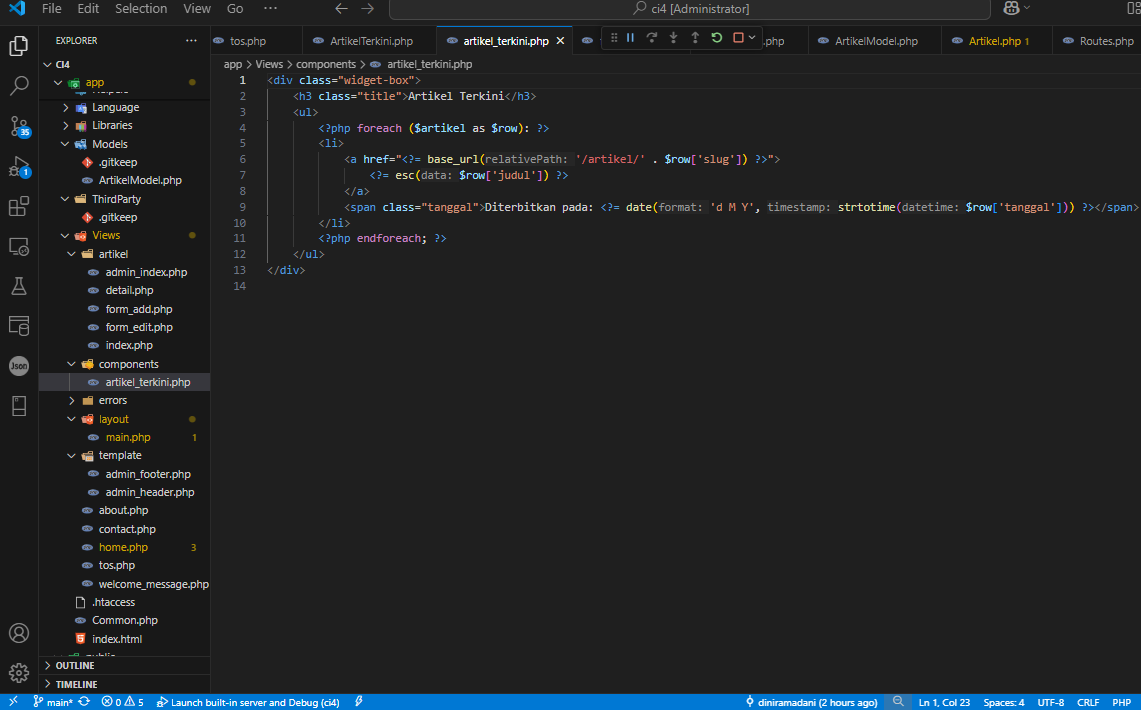 File Edit Selection View Go ··· ci4 [Administrator]
EXPLORER ···
tos.php ArtikelTerkini.php artikel_terkini.php .php ArtikelModel.php Artikel.php 1 Routes.php
app > Views > components > artikel_terkini.php
CI4
app
Language
Libraries
Models
.gitkeep
ArtikelModel.php
ThirdParty
.gitkeep
Views
artikel
admin_index.php
detail.php
form_add.php
form_edit.php
index.php
components
artikel_terkini.php
errors
layout
main.php 1
template
admin_footer.php
admin_header.php
about.php
contact.php
home.php 3
tos.php
welcome_message.php
.htaccess
Common.php
index.html
OUTLINE
TIMELINE
35
1
Json
1 <div class="widget-box">
2 <h3 class="title">Artikel Terkini</h3>
3 <ul>
4 <?php foreach ($artikel as $row): ?>
5 <li>
6 <a href="<?= base_url(relativePath: '/artikel/' . $row['slug']) ?>">
7 <?= esc(data: $row['judul']) ?>
8 </a>
9 <span class="tanggal">Diterbitkan pada: <?= date(format: 'd M Y', timestamp: strtotime(datetime: $row['tanggal'])) ?></span>
10 </li>
11 <?php endforeach; ?>
12 </ul>
13 </div>
14
main* 0 5 Launch built-in server and Debug (ci4) diniramadani (2 hours ago) Ln 1, Col 23 Spaces: 4 UTF-8 CRLF PHP